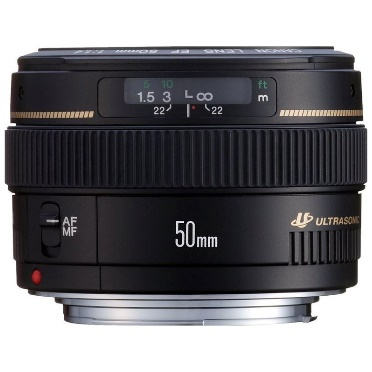 CANON LENS EF 50mm 1:1.4
5 10 ft
1.5 3 L ∞ m
22 22
AF
MF
50mm
ULTRASONIC